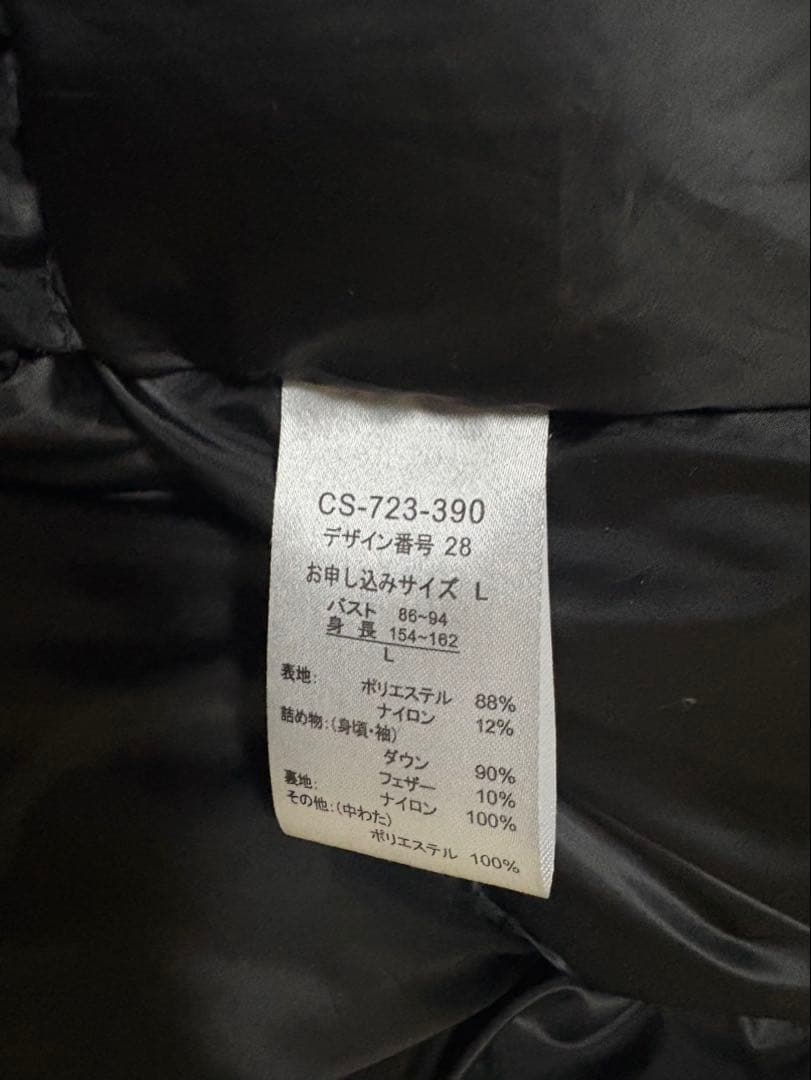 CS-723-390
デザイン番号 28
お申し込みサイズ L
バスト 86~94
身長 154~162
L
表地: ポリエステル 88%
ナイロン 12%
詰め物:(身頃・袖)
ダウン 90%
フェザー 10%
裏地: ナイロン 100%
その他:(中わた)
ポリエステル 100%